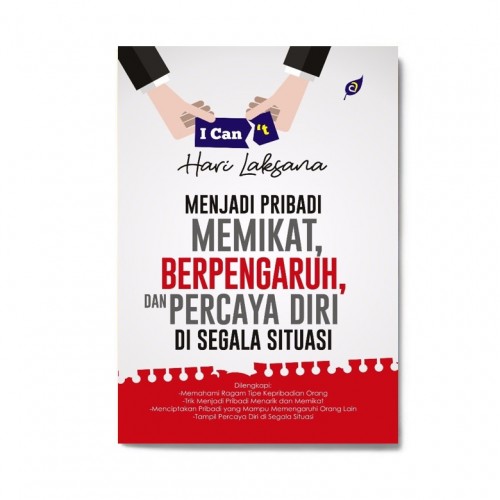 I Can 't
Hari Laksana
MENJADI PRIBADI
MEMIKAT,
BERPENGARUH,
DAN PERCAYA DIRI
DI SEGALA SITUASI
Dilengkapi:
-Memahami Ragam Tipe Kepribadian Orang
-Trik Menjadi Pribadi Menarik dan Memikat
-Menciptakan Pribadi yang Mampu Memengaruhi Orang Lain
-Tampil Percaya Diri di Segala Situasi